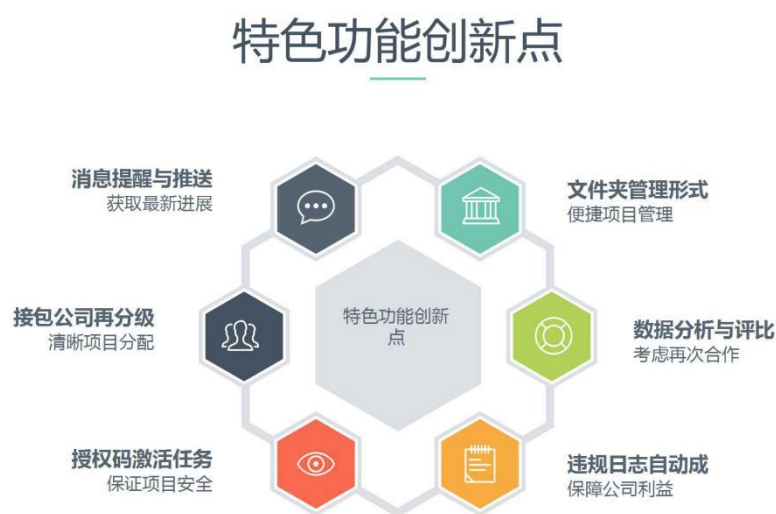 特色功能创新点
消息提醒与推送
获取最新进展
文件夹管理形式
便捷项目管理
接包公司再分级
清晰项目分配
特色功能创新
点
数据分析与评比
考虑再次合作
授权码激活任务
保证项目安全
违规日志自动成
保障公司利益